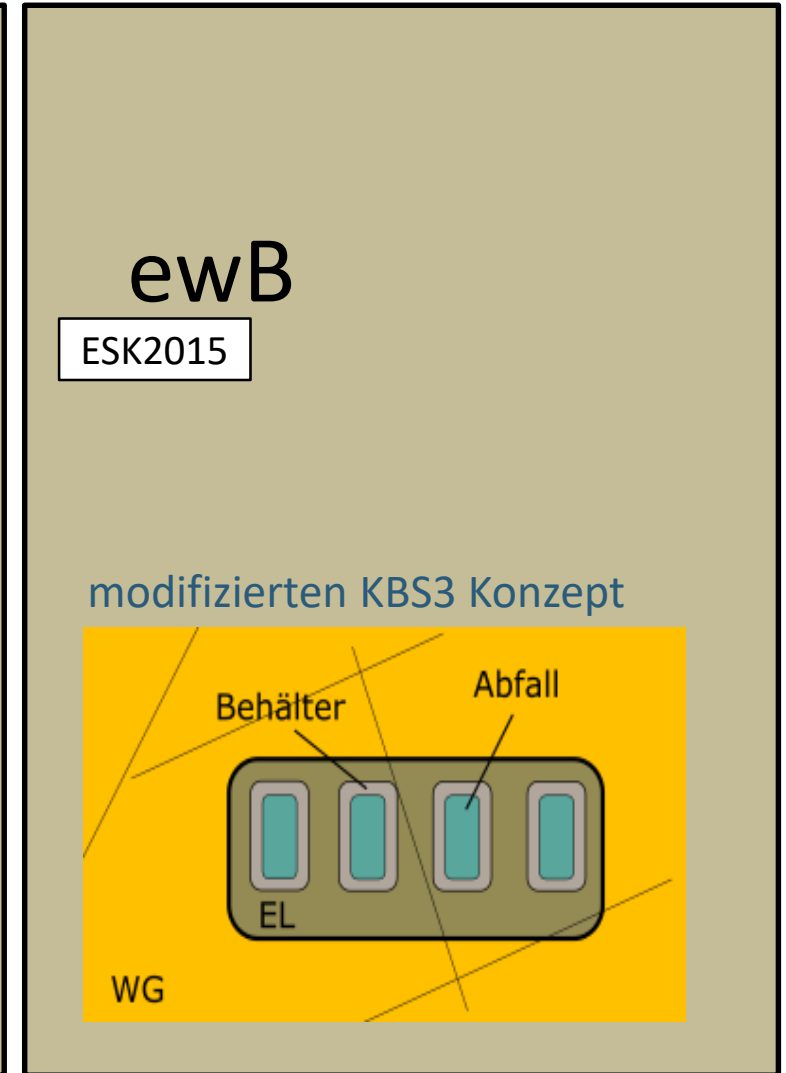 ewB
ESK2015
modifizierten KBS3 Konzept
Abfall
Behälter
EL
WG